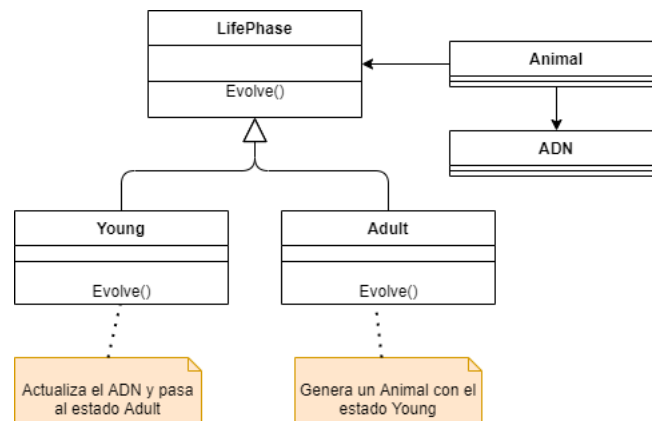 LifePhase
Evolve()
Animal
ADN
Young
Evolve()
Adult
Evolve()
Actualiza el ADN y pasa
al estado Adult
Genera un Animal con el
estado Young